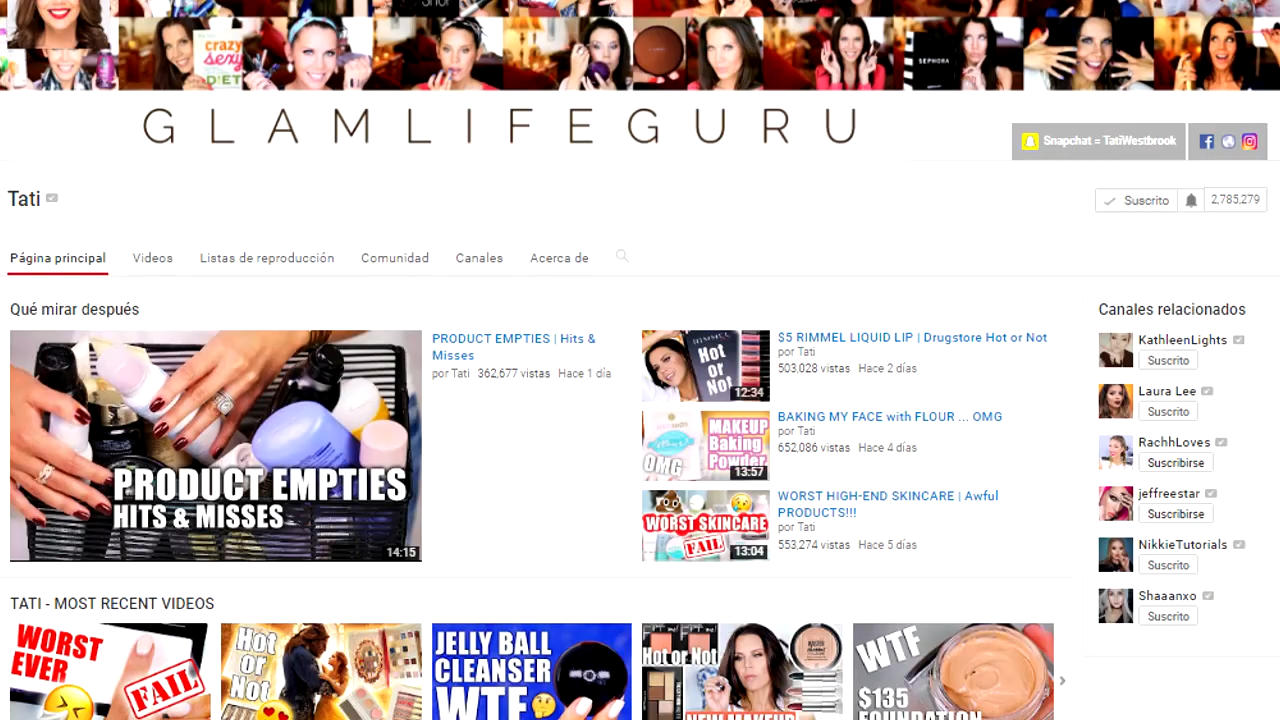 crazy
sexy
DIET
SEPHORA
GLAMLIFEGURU
Snapchat = TatiWestbrook
Tati
Suscrito
2,785,279
Página principal
Videos
Listas de reproducción
Comunidad
Canales
Acerca de
Qué mirar después
PRODUCT EMPTIES
HITS & MISSES
14:15
PRODUCT EMPTIES | Hits &
Misses
por Tati 362,677 vistas Hace 1 día
Hot
or
Not
12:34
$5 RIMMEL LIQUID LIP | Drugstore Hot or Not
por Tati
503,028 vistas Hace 2 días
OMG
MAKEUP
Baking
Powder
13:57
BAKING MY FACE with FLOUR ... OMG
por Tati
652,086 vistas Hace 4 días
WORST SKINCARE
FAIL
13:04
WORST HIGH-END SKINCARE | Awful
PRODUCTS!!!
por Tati
553,274 vistas Hace 5 días
Canales relacionados
KathleenLights
Suscrito
Laura Lee
Suscrito
RachhLoves
Suscribirse
jeffreestar
Suscribirse
NikkieTutorials
Suscrito
Shaaanxo
Suscrito
TATI - MOST RECENT VIDEOS
WORST
EVER
FAIL
Hot
or
Not
JELLY BALL
CLEANSER
WTF
Hot or Not
NEW MAKEUP
WTF
$135
FOUNDATION